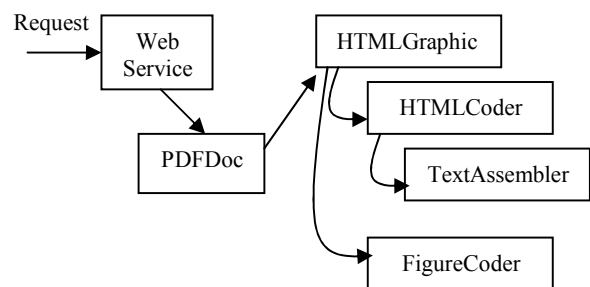 Request
Web
Service
PDFDoc
HTMLGraphic
HTMLCoder
TextAssembler
FigureCoder